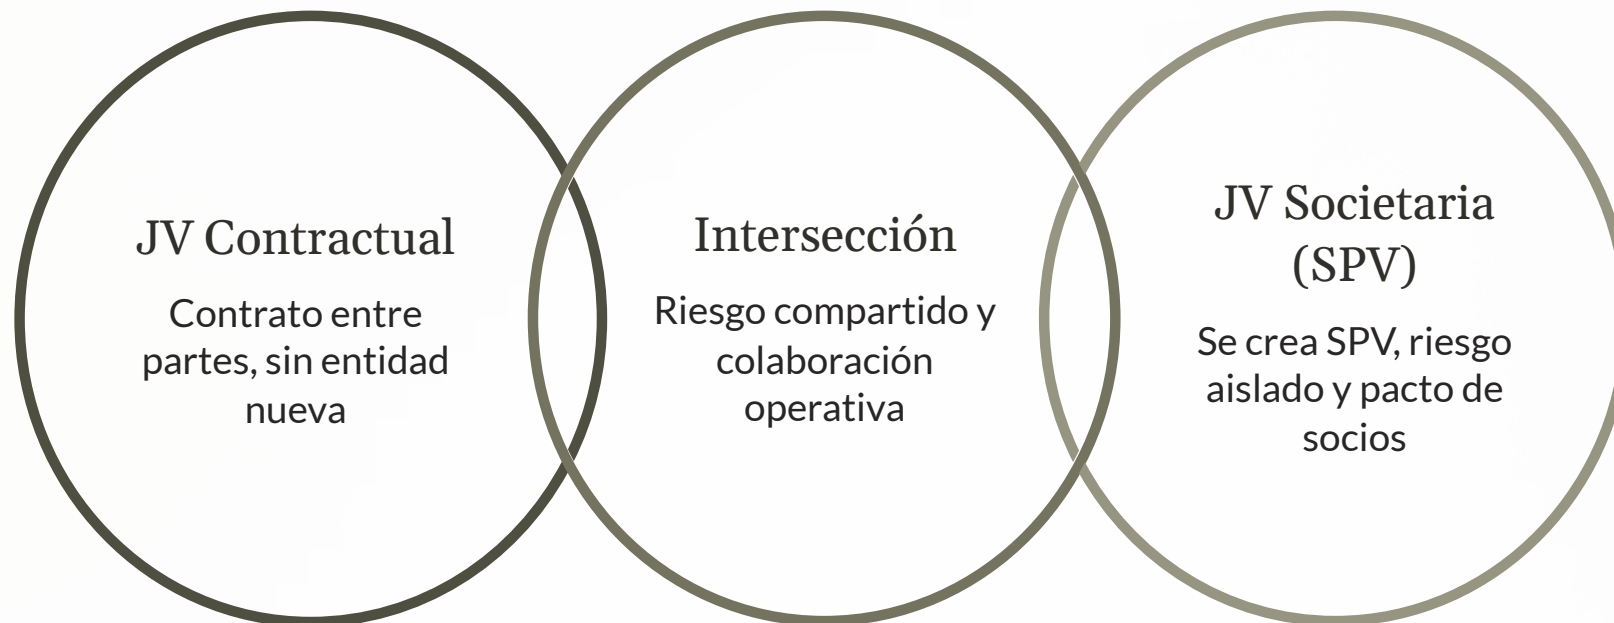 JV Contractual
Contrato entre
partes, sin entidad
nueva
Intersección
Riesgo compartido y
colaboración
operativa
JV Societaria
(SPV)
Se crea SPV, riesgo
aislado y pacto de
socios